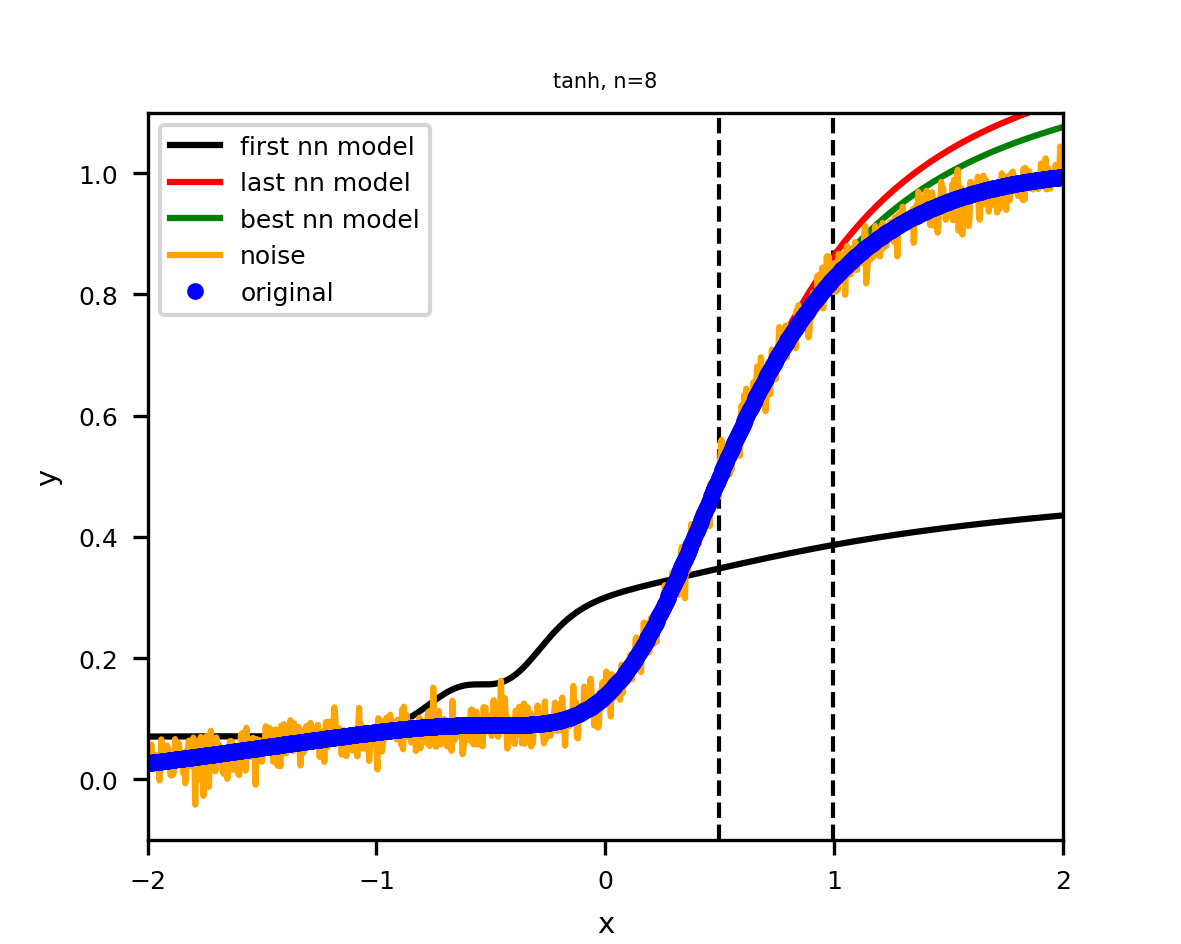 tanh, n=8
first nn model
last nn model
best nn model
noise
original
1.0
0.8
0.6
0.4
0.2
0.0
y
−2
−1
0
1
2
x